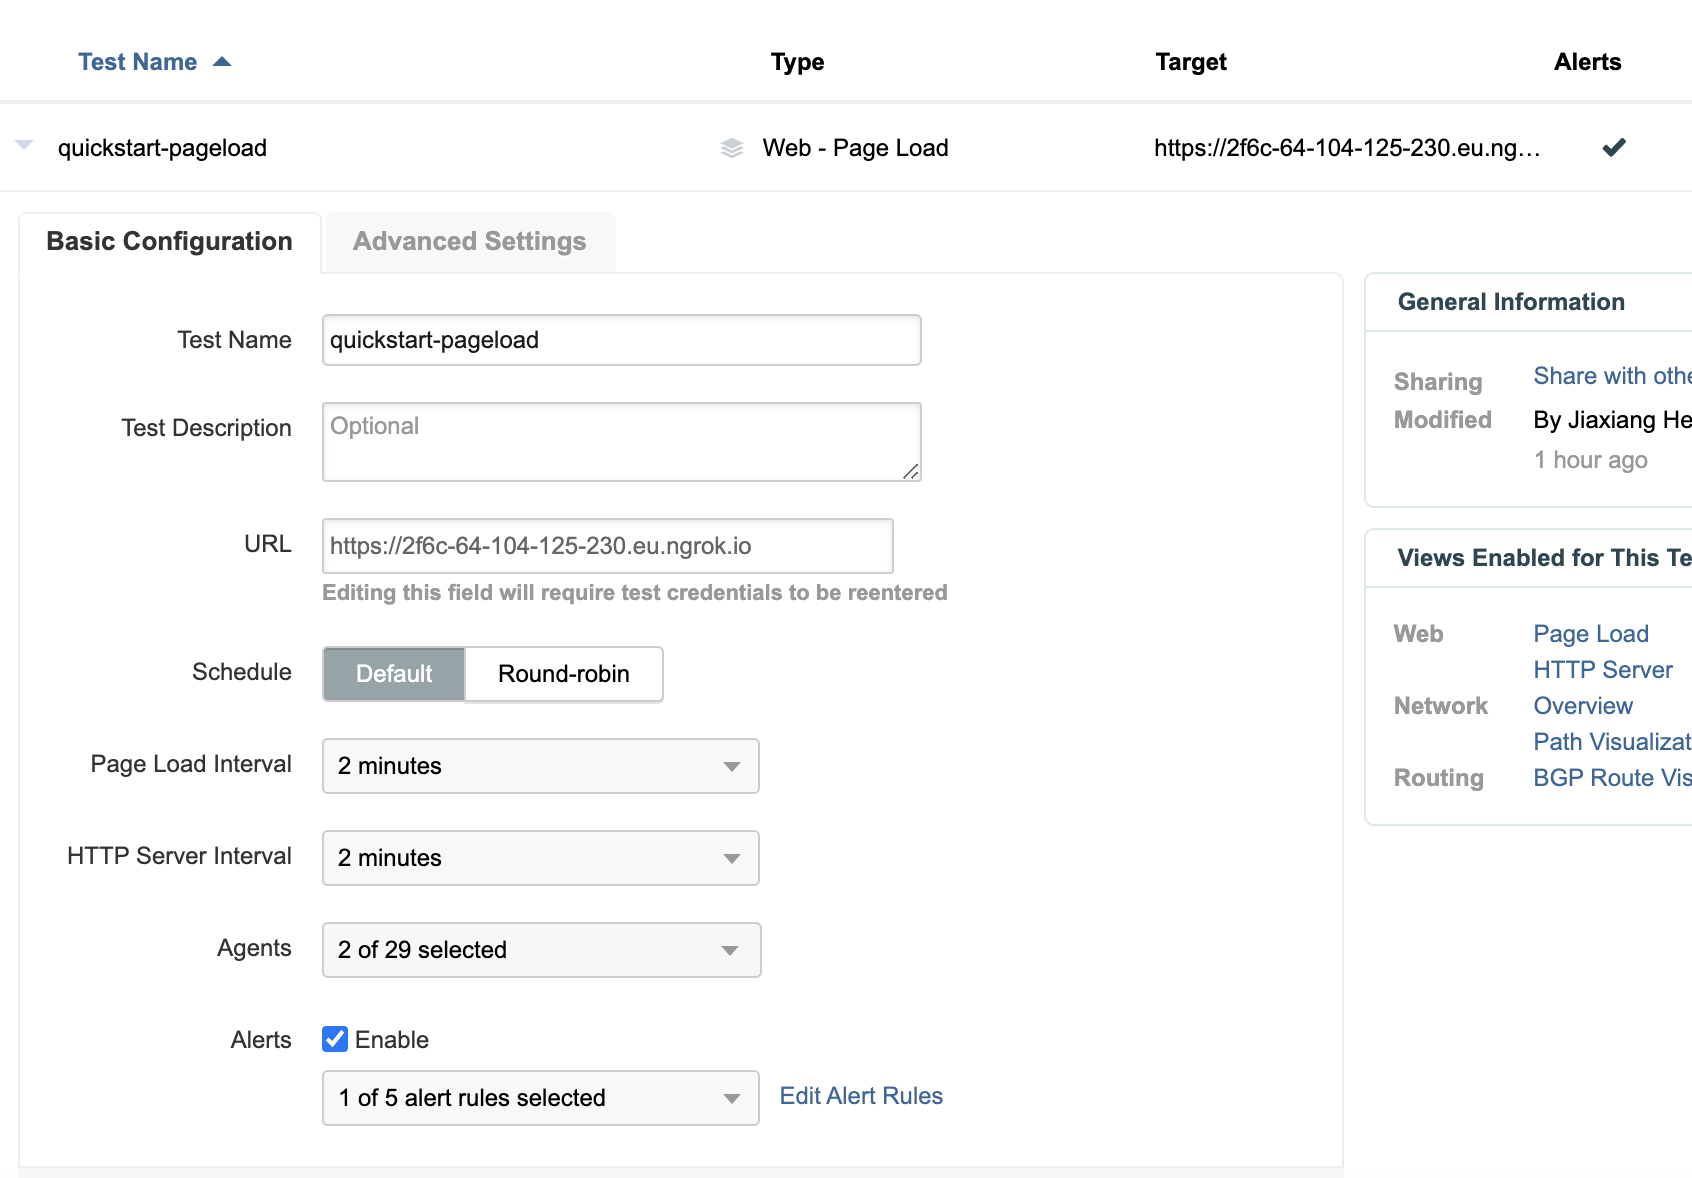 Test Name Type Target Alerts
quickstart-pageload Web - Page Load https://2f6c-64-104-125-230.eu.ng...
Basic Configuration Advanced Settings
Test Name quickstart-pageload
Test Description Optional
URL https://2f6c-64-104-125-230.eu.ngrok.io
Editing this field will require test credentials to be reentered
Schedule Default Round-robin
Page Load Interval 2 minutes
HTTP Server Interval 2 minutes
Agents 2 of 29 selected
Alerts Enable
1 of 5 alert rules selected Edit Alert Rules
General Information
Sharing Share with othe
Modified By Jiaxiang He
1 hour ago
Views Enabled for This Te
Web Page Load
HTTP Server
Network Overview
Path Visualizat
Routing BGP Route Vis